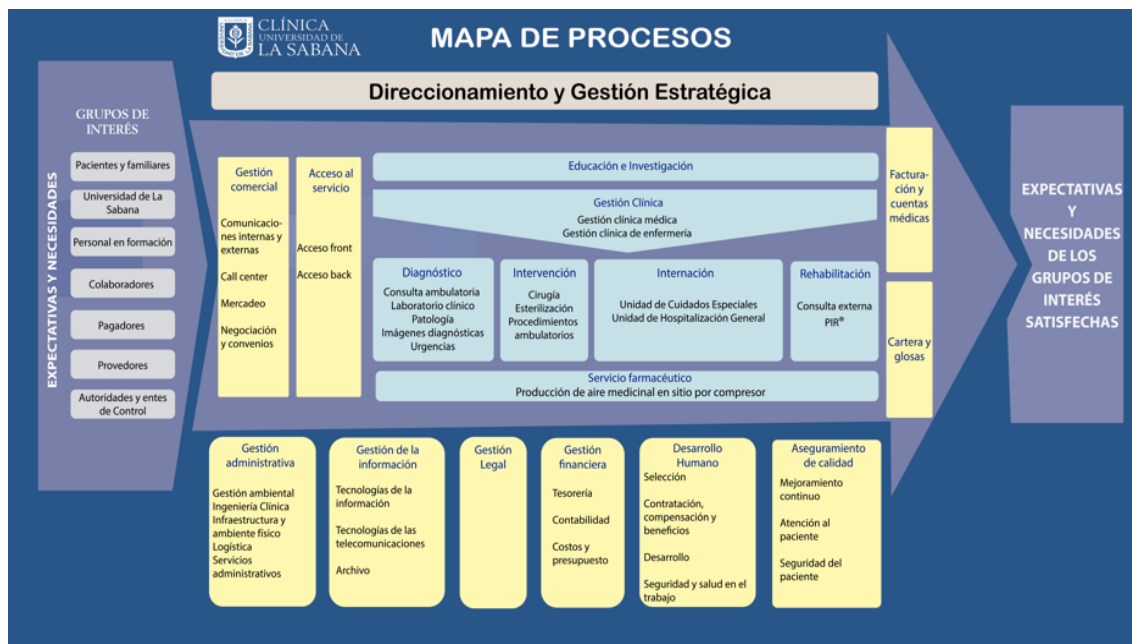 CLÍNICA
UNIVERSIDAD DE
LA SABANA
MAPA DE PROCESOS
Direccionamiento y Gestión Estratégica
EXPECTATIVAS Y NECESIDADES
GRUPOS DE
INTERÉS
Pacientes y familiares
Universidad de La
Sabana
Personal en formación
Colaboradores
Pagadores
Provedores
Autoridades y entes
de Control
Gestión
comercial
Comunicacio-
nes internas y
externas
Call center
Mercadeo
Negociación
y convenios
Acceso al
servicio
Acceso front
Acceso back
Educación e Investigación
Gestión Clínica
Gestión clínica médica
Gestión clínica de enfermería
Diagnóstico
Consulta ambulatoria
Laboratorio clínico
Patología
Imágenes diagnósticas
Urgencias
Intervención
Cirugía
Esterilización
Procedimientos
ambulatorios
Internación
Unidad de Cuidados Especiales
Unidad de Hospitalización General
Rehabilitación
Consulta externa
PIR®
Servicio farmacéutico
Producción de aire medicinal en sitio por compresor
Facturación y
cuentas
médicas
Cartera y
glosas
EXPECTATIVAS
Y
NECESIDADES
DE LOS
GRUPOS DE
INTERÉS
SATISFECHAS
Gestión
administrativa
Gestión ambiental
Ingeniería Clínica
Infraestructura y
ambiente físico
Logística
Servicios
administrativos
Gestión de la
información
Tecnologías de la
información
Tecnologías de las
telecomunicaciones
Archivo
Gestión
Legal
Gestión
financiera
Tesorería
Contabilidad
Costos y
presupuesto
Desarrollo
Humano
Selección
Contratación,
compensación y
beneficios
Desarrollo
Seguridad y salud en el
trabajo
Aseguramiento
de calidad
Mejoramiento
continuo
Atención al
paciente
Seguridad del
paciente